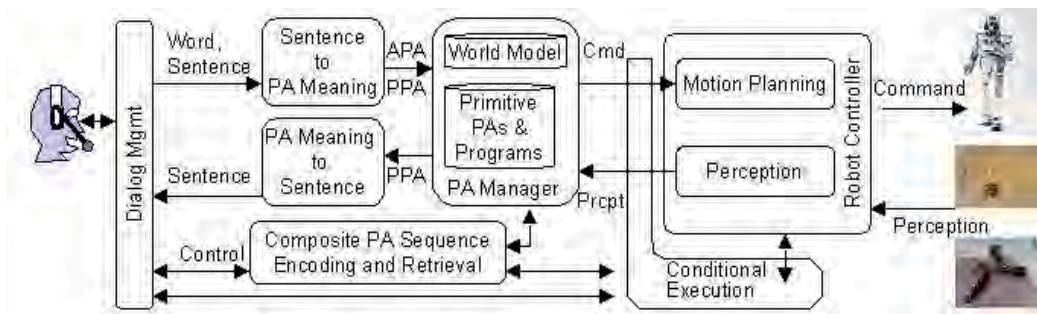 Dialog Mgmt
Word,
Sentence
Sentence
to
PA Meaning
APA
PPA
World Model
Primitive
PAs &
Programs
PA Manager
Cmd
Motion Planning
Perception
Robot Controller
Command
Sentence
PA Meaning
to
Sentence
PPA
Prcpt
Perception
Control
Composite PA Sequence
Encoding and Retrieval
Conditional
Execution